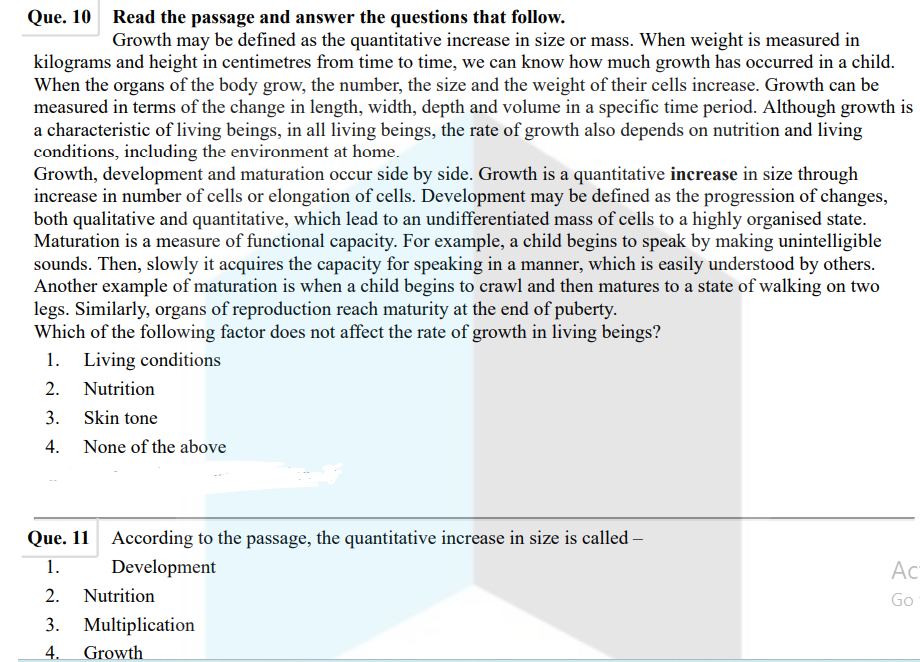 Que. 10 Read the passage and answer the questions that follow.
Growth may be defined as the quantitative increase in size or mass. When weight is measured in
kilograms and height in centimetres from time to time, we can know how much growth has occurred in a child.
When the organs of the body grow, the number, the size and the weight of their cells increase. Growth can be
measured in terms of the change in length, width, depth and volume in a specific time period. Although growth is
a characteristic of living beings, in all living beings, the rate of growth also depends on nutrition and living
conditions, including the environment at home.
Growth, development and maturation occur side by side. Growth is a quantitative increase in size through
increase in number of cells or elongation of cells. Development may be defined as the progression of changes,
both qualitative and quantitative, which lead to an undifferentiated mass of cells to a highly organised state.
Maturation is a measure of functional capacity. For example, a child begins to speak by making unintelligible
sounds. Then, slowly it acquires the capacity for speaking in a manner, which is easily understood by others.
Another example of maturation is when a child begins to crawl and then matures to a state of walking on two
legs. Similarly, organs of reproduction reach maturity at the end of puberty.
Which of the following factor does not affect the rate of growth in living beings?
1. Living conditions
2. Nutrition
3. Skin tone
4. None of the above
Que. 11 According to the passage, the quantitative increase in size is called –
1. Development
Ac
2. Nutrition
Go
3. Multiplication
4. Growth